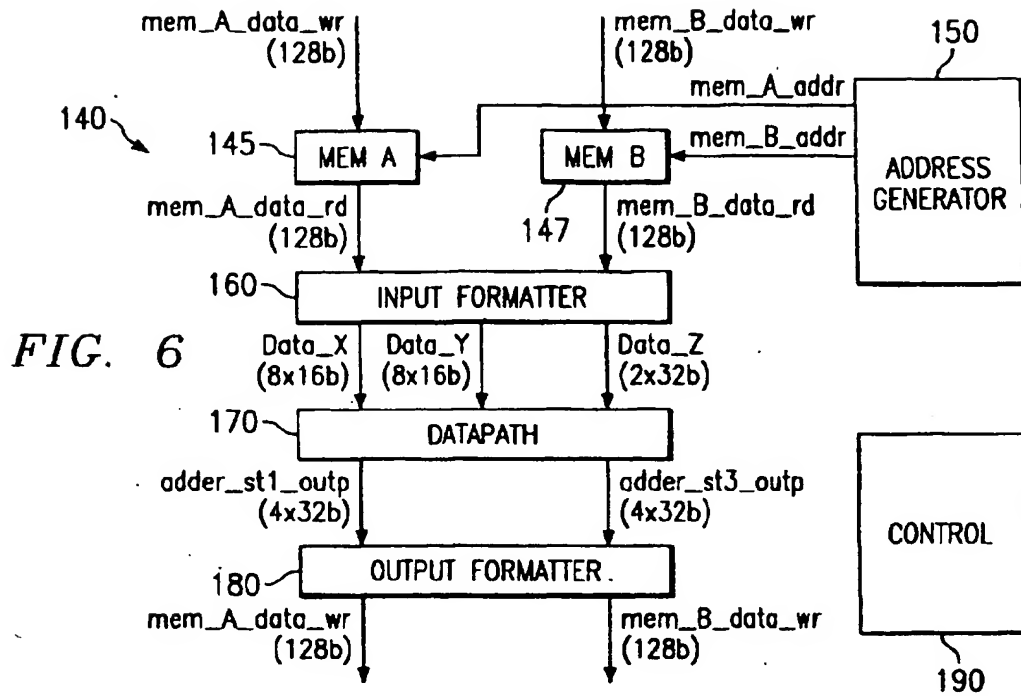 mem_A_data_wr
(128b)
mem_B_data_wr
(128b)
150
mem_A_addr
140
145
MEM A
MEM B
mem_B_addr
ADDRESS
GENERATOR
mem_A_data_rd
(128b)
147
mem_B_data_rd
(128b)
160
INPUT FORMATTER
FIG. 6
Data_X
(8x16b)
Data_Y
(8x16b)
Data_Z
(2x32b)
170
DATAPATH
adder_st1_outp
(4x32b)
adder_st3_outp
(4x32b)
CONTROL
180
OUTPUT FORMATTER
mem_A_data_wr
(128b)
mem_B_data_wr
(128b)
190